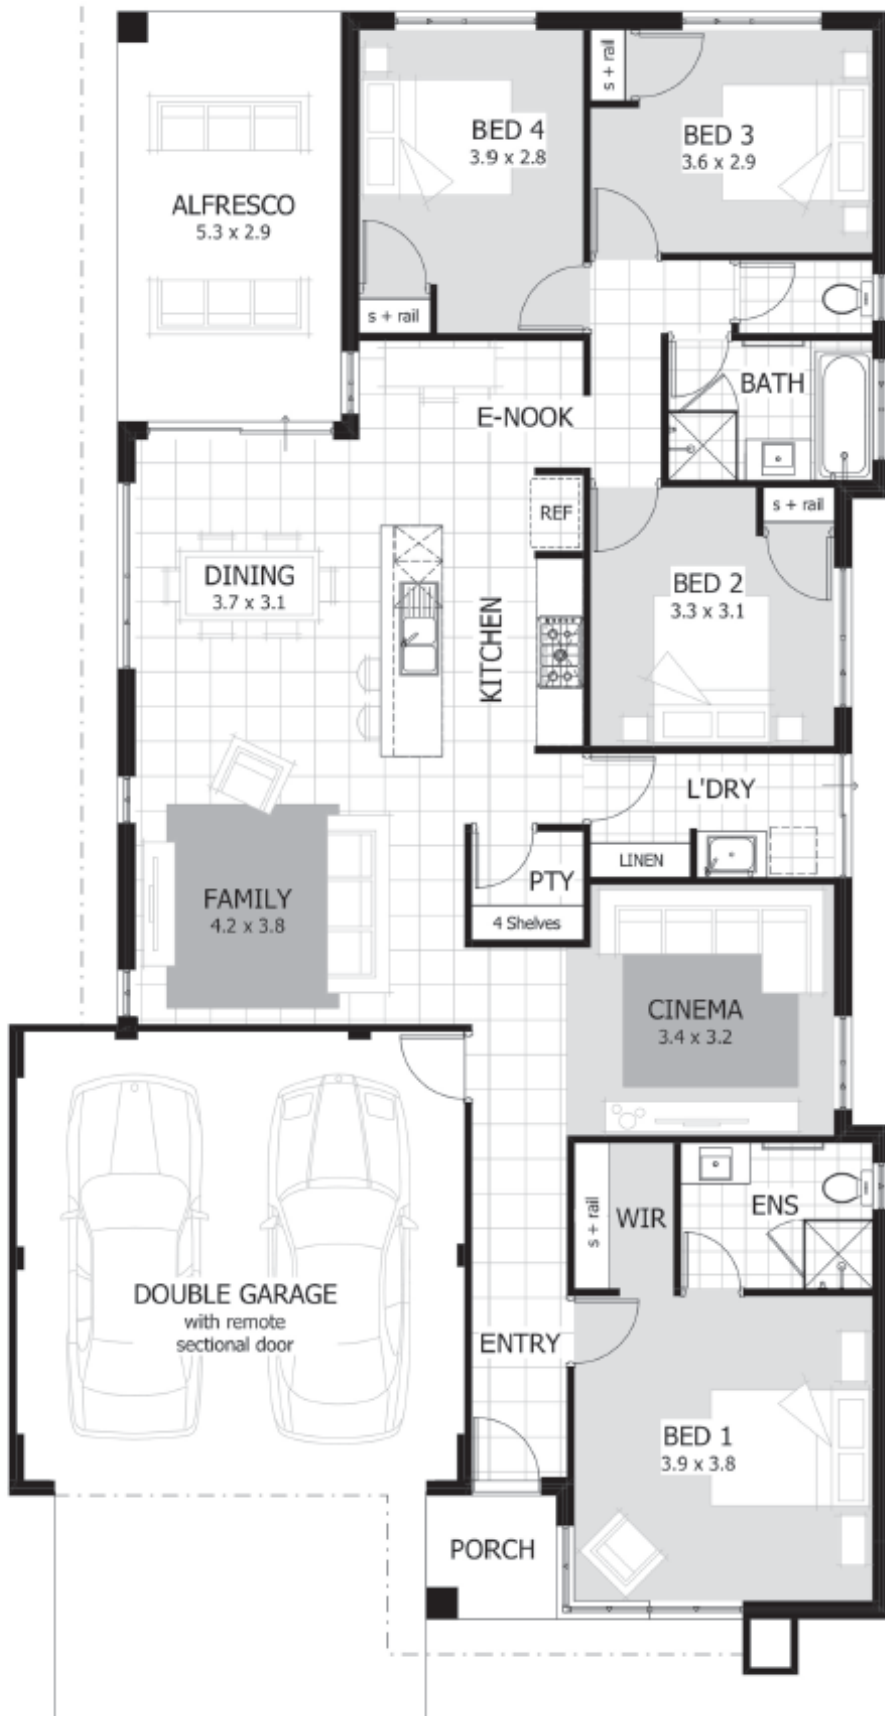 s + rail
BED 4
3.9 x 2.8
BED 3
3.6 x 2.9
ALFRESCO
5.3 x 2.9
s + rail
BATH
E-NOOK
REF
s + rail
DINING
3.7 x 3.1
BED 2
3.3 x 3.1
KITCHEN
L'DRY
LINEN
PTY
4 Shelves
FAMILY
4.2 x 3.8
CINEMA
3.4 x 3.2
s + rail
WIR
ENS
DOUBLE GARAGE
with remote
sectional door
ENTRY
BED 1
3.9 x 3.8
PORCH